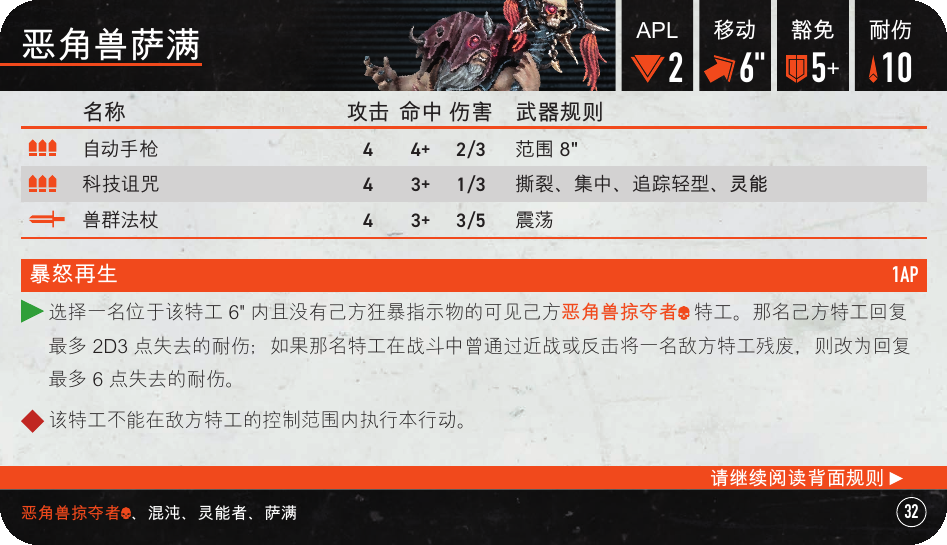 恶角兽萨满
APL 移动 豁免 耐伤
2 6" 5+ 10
名称 攻击 命中 伤害 武器规则
自动手枪 4 4+ 2/3 范围 8"
科技诅咒 4 3+ 1/3 撕裂、集中、追踪轻型、灵能
兽群法杖 4 3+ 3/5 震荡
暴怒再生 1AP
选择一名位于该特工 6" 内且没有己方狂暴指示物的可见己方恶角兽掠夺者特工。那名己方特工回复
最多 2D3 点失去的耐伤；如果那名特工在战斗中曾通过近战或反击将一名敌方特工残废，则改为回复
最多 6 点失去的耐伤。
该特工不能在敌方特工的控制范围内执行本行动。
请继续阅读背面规则 ▶
恶角兽掠夺者、混沌、灵能者、萨满
32